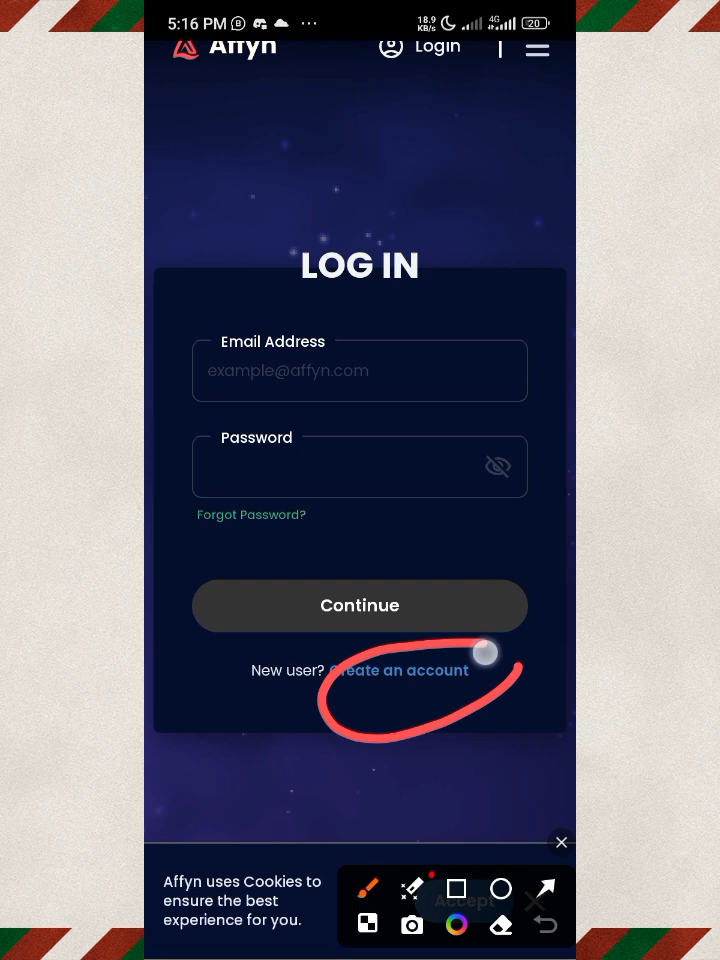 5:16 PM
18.9
KB/s
4G
20
Affyn
Login
LOG IN
Email Address
example@affyn.com
Password
Forgot Password?
Continue
New user? Create an account
Affyn uses Cookies to
ensure the best
experience for you.
Accept